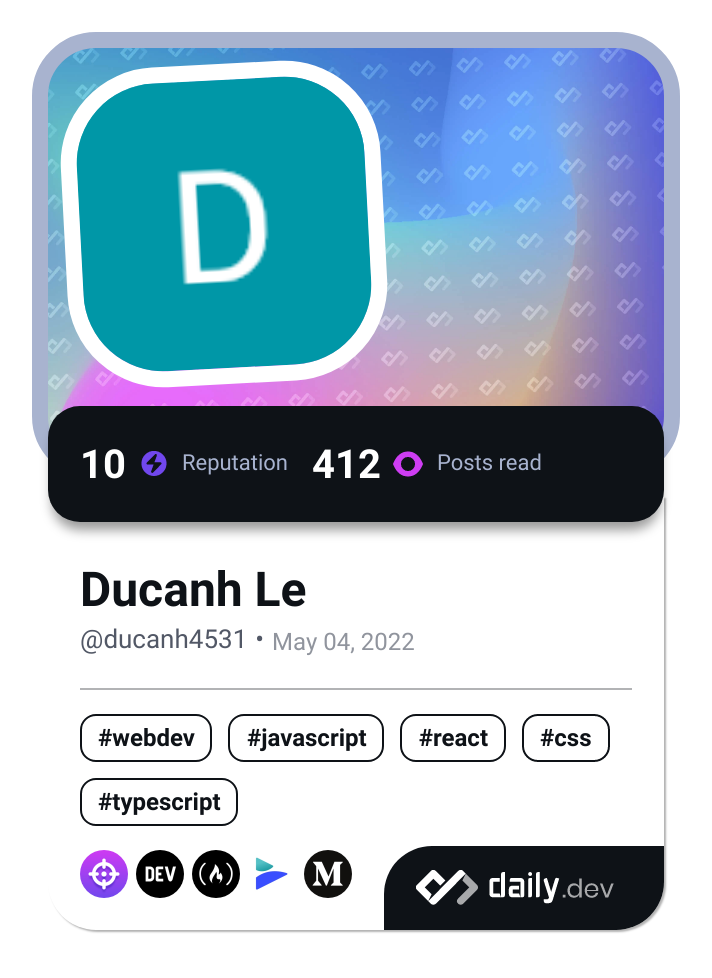 D
10 Reputation 412 Posts read
Ducanh Le
@ducanh4531 • May 04, 2022
#webdev #javascript #react #css
#typescript
DEV M
daily.dev